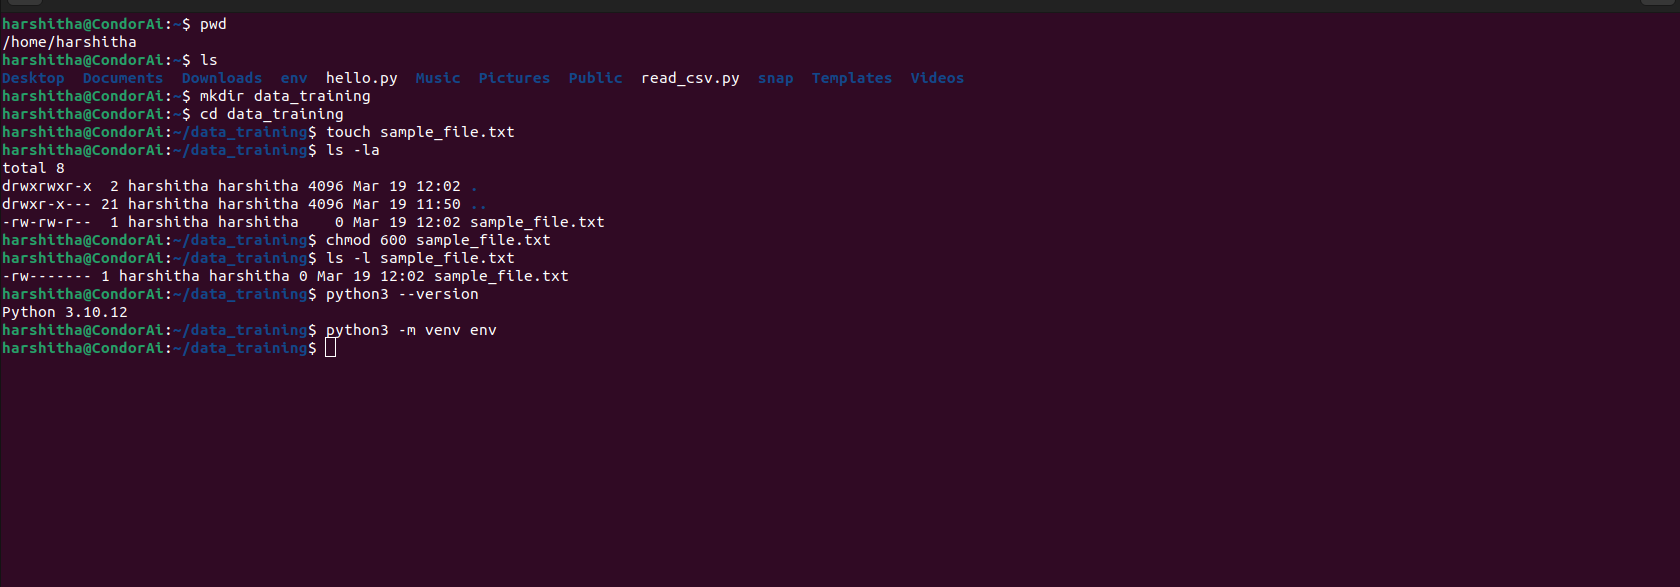 harshitha@CondorAi:~$ pwd
/home/harshitha
harshitha@CondorAi:~$ ls
Desktop  Documents  Downloads  env  hello.py  Music  Pictures  Public  read_csv.py  snap  Templates  Videos
harshitha@CondorAi:~$ mkdir data_training
harshitha@CondorAi:~$ cd data_training
harshitha@CondorAi:~/data_training$ touch sample_file.txt
harshitha@CondorAi:~/data_training$ ls -la
total 8
drwxrwxr-x  2 harshitha harshitha 4096 Mar 19 12:02 .
drwxr-x--- 21 harshitha harshitha 4096 Mar 19 11:50 ..
-rw-rw-r--  1 harshitha harshitha    0 Mar 19 12:02 sample_file.txt
harshitha@CondorAi:~/data_training$ chmod 600 sample_file.txt
harshitha@CondorAi:~/data_training$ ls -l sample_file.txt
-rw------- 1 harshitha harshitha 0 Mar 19 12:02 sample_file.txt
harshitha@CondorAi:~/data_training$ python3 --version
Python 3.10.12
harshitha@CondorAi:~/data_training$ python3 -m venv env
harshitha@CondorAi:~/data_training$